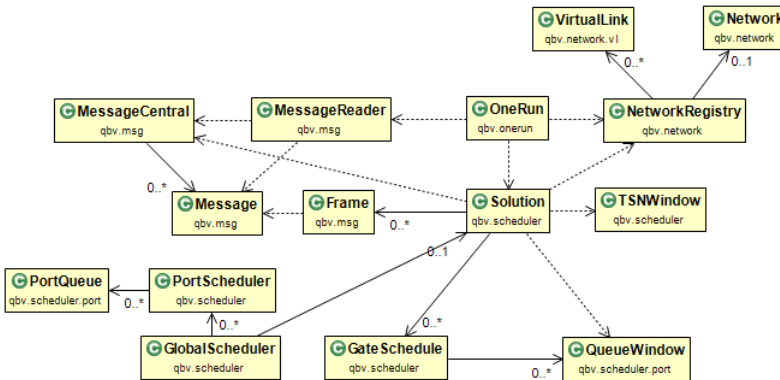 C VirtualLink
qbv.network.vl
C Network
qbv.network
0..*
0..1
C MessageCentral
qbv.msg
C MessageReader
qbv.msg
C OneRun
qbv.onerun
C NetworkRegistry
qbv.network
0..*
C Message
qbv.msg
C Frame
qbv.msg
0..*
C Solution
qbv.scheduler
C TSNWindow
qbv.scheduler
0..1
C PortQueue
qbv.scheduler.port
0..*
C PortScheduler
qbv.scheduler
0..*
0..*
C GlobalScheduler
qbv.scheduler
C GateSchedule
qbv.scheduler
0..*
C QueueWindow
qbv.scheduler.port